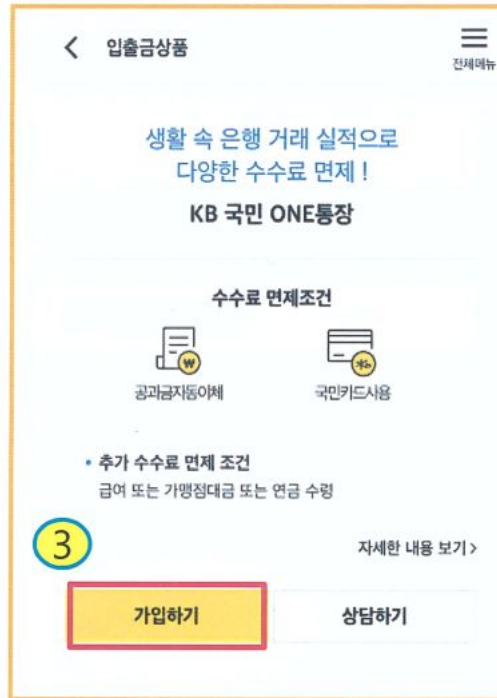 입출금상품
전체메뉴
생활 속 은행 거래 실적으로
다양한 수수료 면제 !
KB 국민 ONE통장
수수료 면제조건
공과금자동이체
국민카드사용
• 추가 수수료 면제 조건
급여 또는 가맹점대금 또는 연금 수령
3
자세한 내용 보기 >
가입하기
상담하기